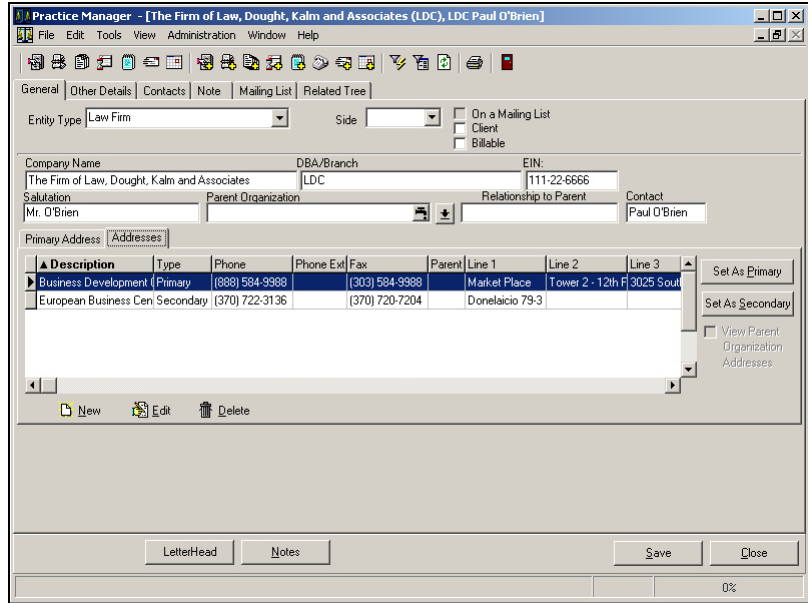 Practice Manager - [The Firm of Law, Dought, Kalm and Associates (LDC), LDC Paul O'Brien]
File Edit Tools View Administration Window Help
General Other Details Contacts Note Mailing List Related Tree
Entity Type Law Firm Side On a Mailing List
Client
Billable
Company Name DBA/Branch EIN:
The Firm of Law, Dought, Kalm and Associates LDC 111-22-6666
Salutation Parent Organization Relationship to Parent Contact
Mr. O'Brien Paul O'Brien
Primary Address Addresses
▲ Description Type Phone Phone Ext Fax Parent Line 1 Line 2 Line 3
Business Development ( Primary (888) 584-9988 (303) 584-9988 Market Place Tower 2 - 12th F 3025 Sout
European Business Cen Secondary (370) 722-3136 (370) 720-7204 Donelaicio 79-3
Set As Primary
Set As Secondary
View Parent
Organization
Addresses
New Edit Delete
LetterHead Notes Save Close
0%